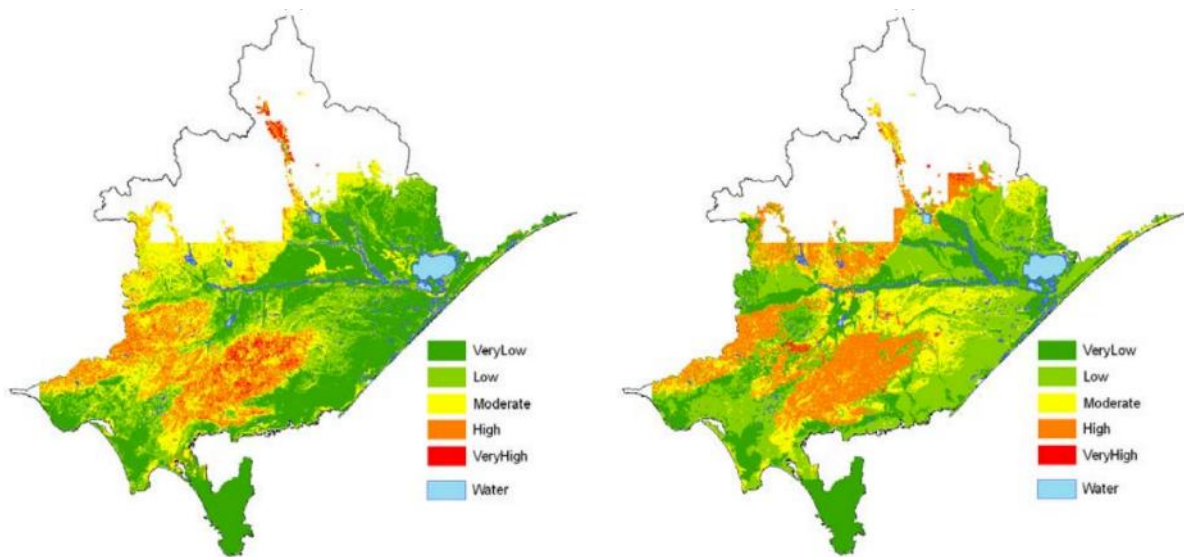 VeryLow
Low
Moderate
High
VeryHigh
Water
VeryLow
Low
Moderate
High
VeryHigh
Water